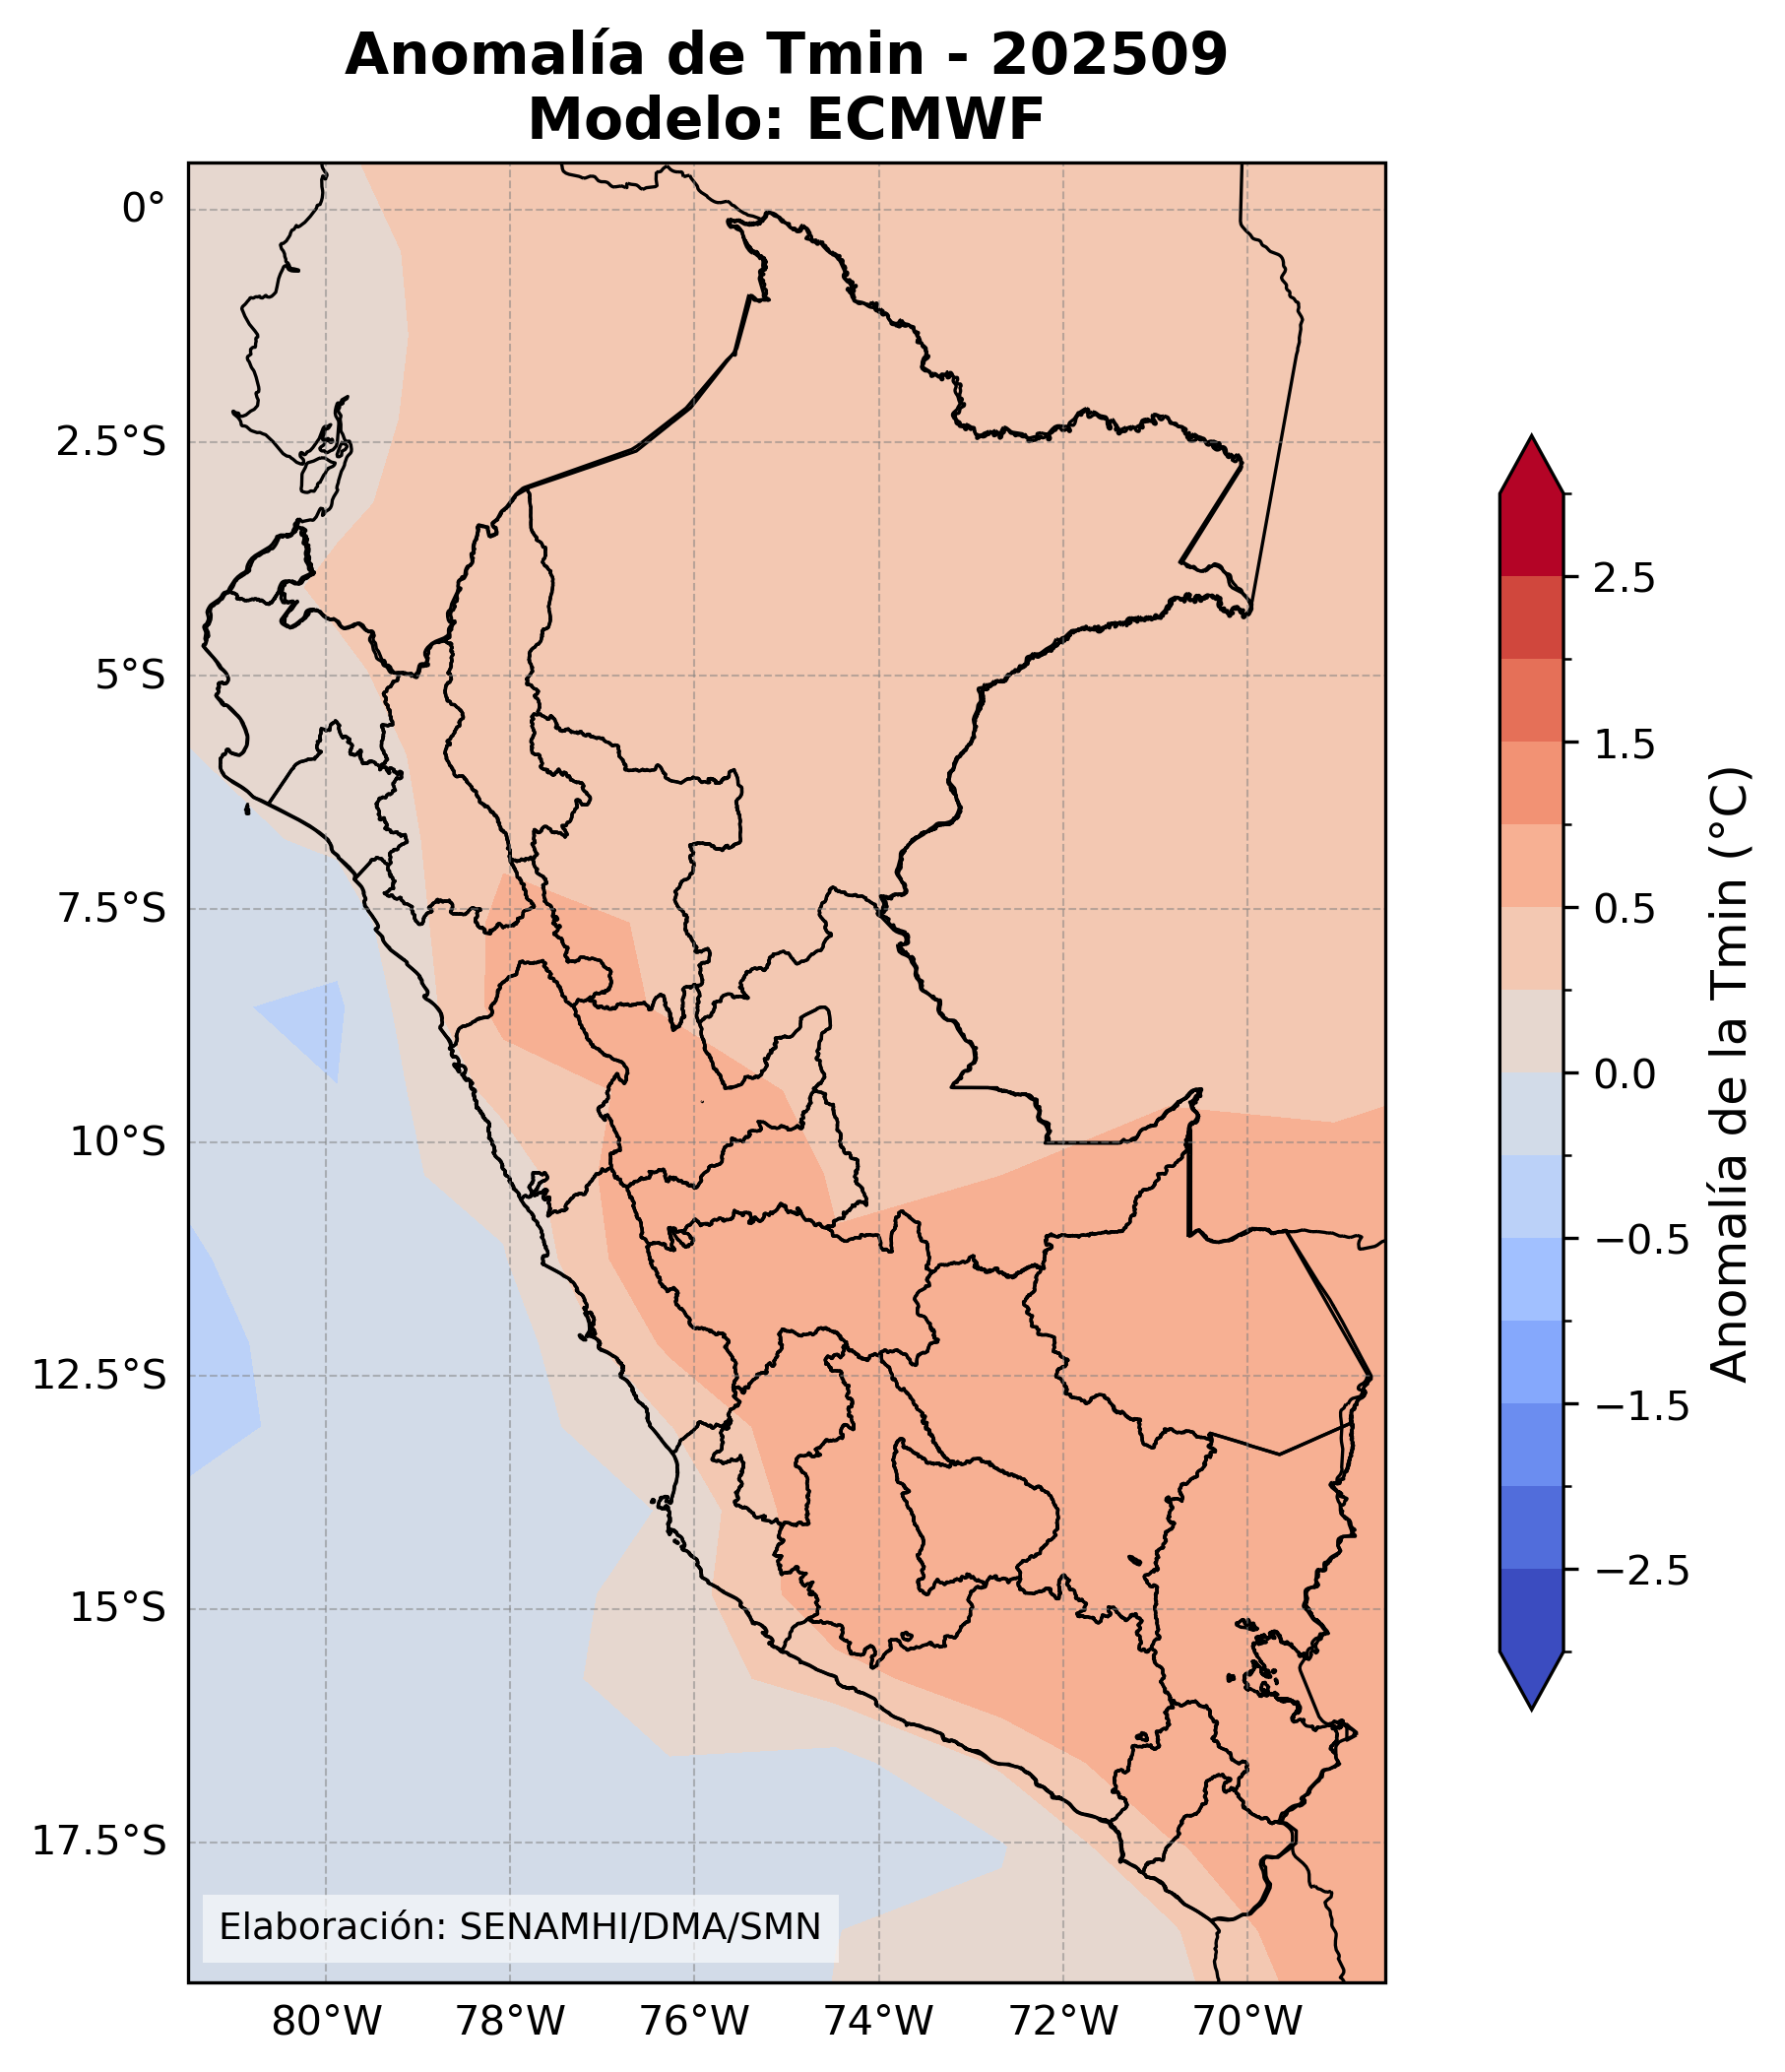 Anomalía de Tmin - 202509
Modelo: ECMWF
0°
2.5°S
5°S
7.5°S
10°S
12.5°S
15°S
17.5°S
80°W
78°W
76°W
74°W
72°W
70°W
Elaboración: SENAMHI/DMA/SMN
2.5
1.5
0.5
0.0
−0.5
−1.5
−2.5
Anomalía de la Tmin (°C)